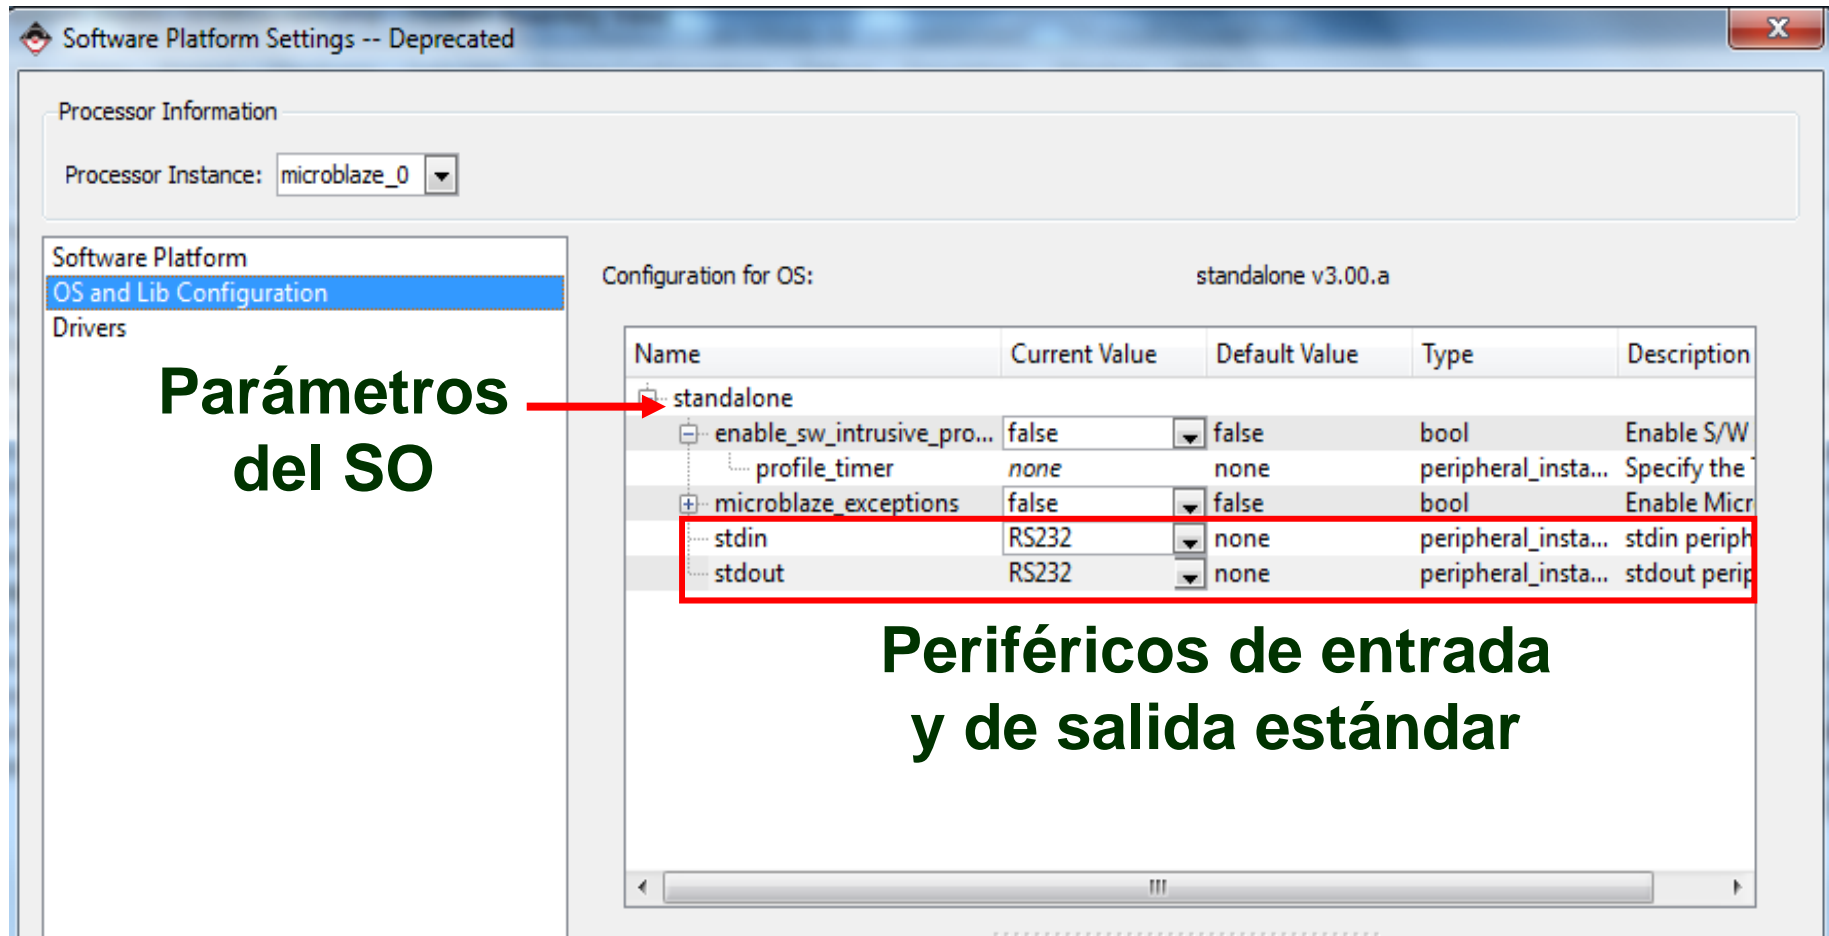 Software Platform Settings -- Deprecated
Processor Information
Processor Instance: microblaze_0
Software Platform
OS and Lib Configuration
Drivers
Parámetros
del SO
Configuration for OS: standalone v3.00.a
Name Current Value Default Value Type Description
standalone
enable_sw_intrusive_pro... false false bool Enable S/W
profile_timer none none peripheral_insta... Specify the
microblaze_exceptions false false bool Enable Micr
stdin RS232 none peripheral_insta... stdin periph
stdout RS232 none peripheral_insta... stdout perip
Periféricos de entrada
y de salida estándar